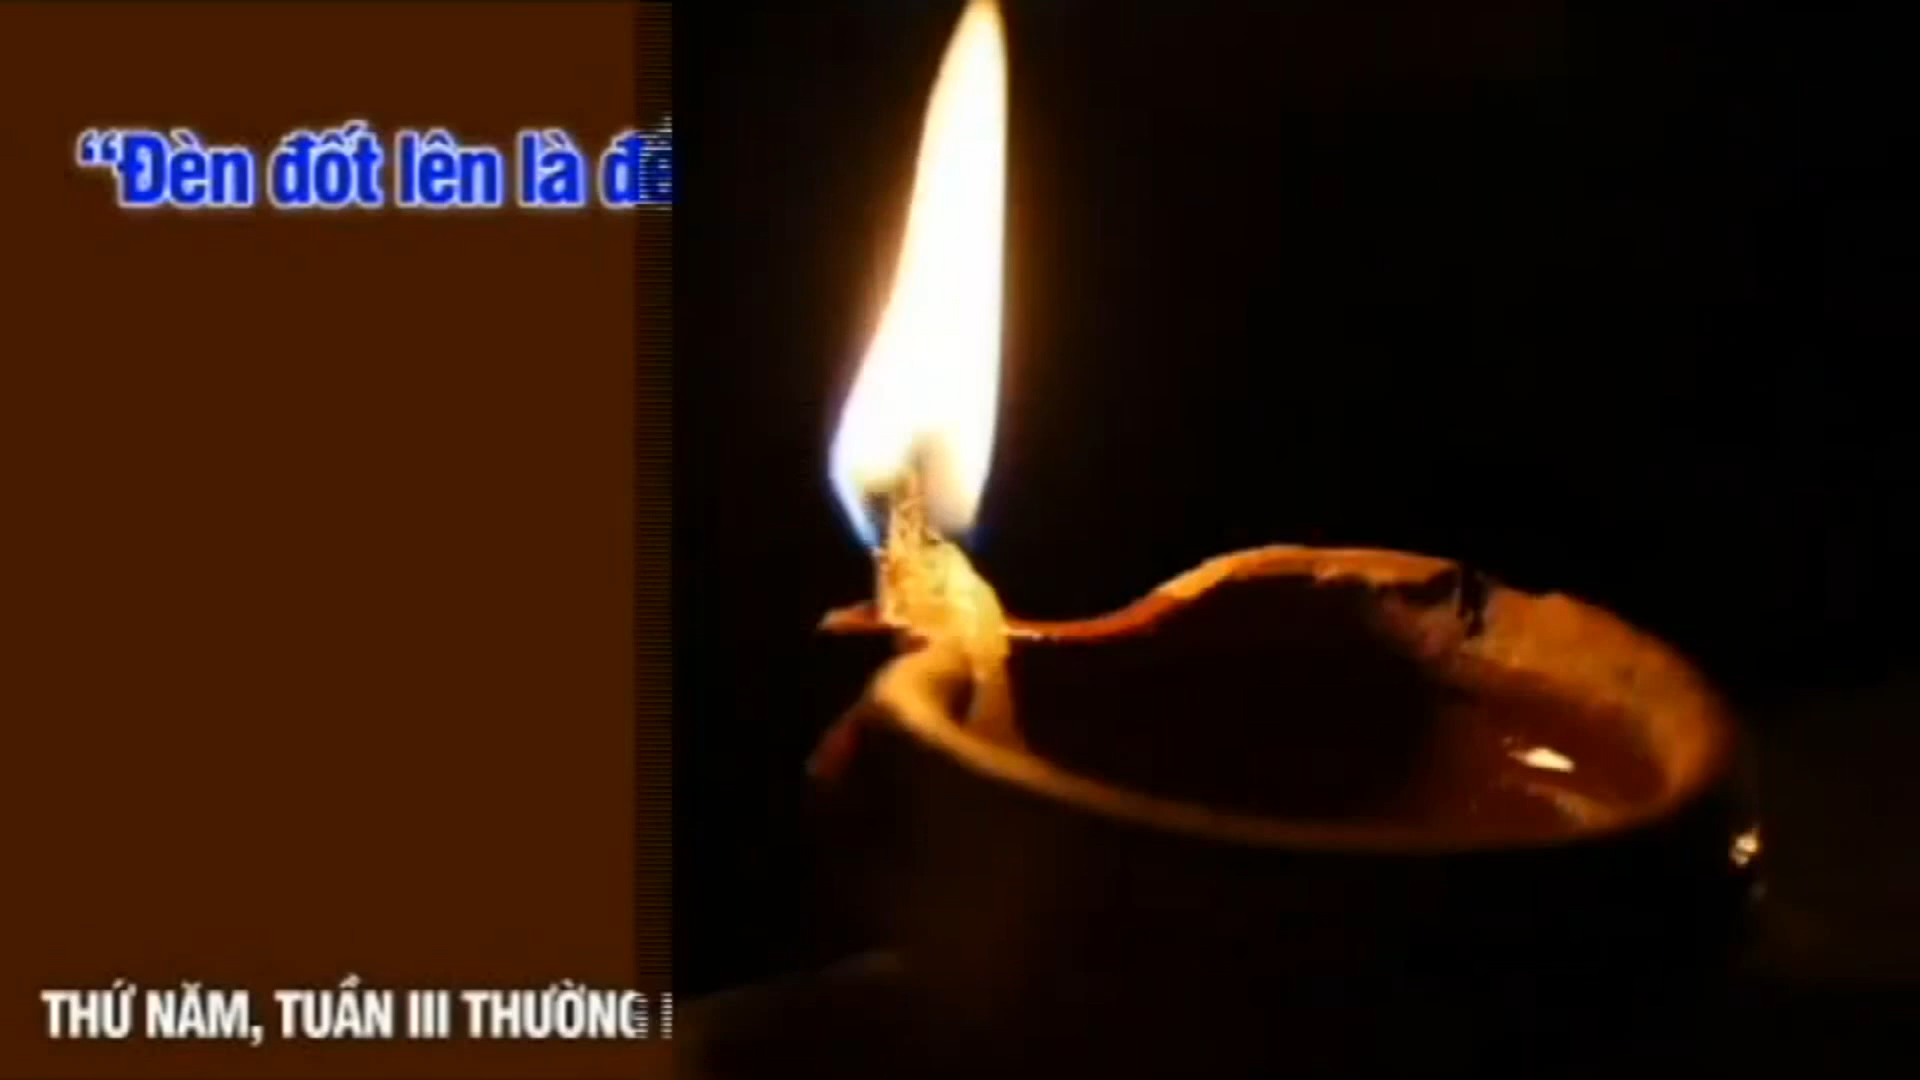 “Đèn đốt lên là
THỨ NĂM, TUẦN III THƯỜNG